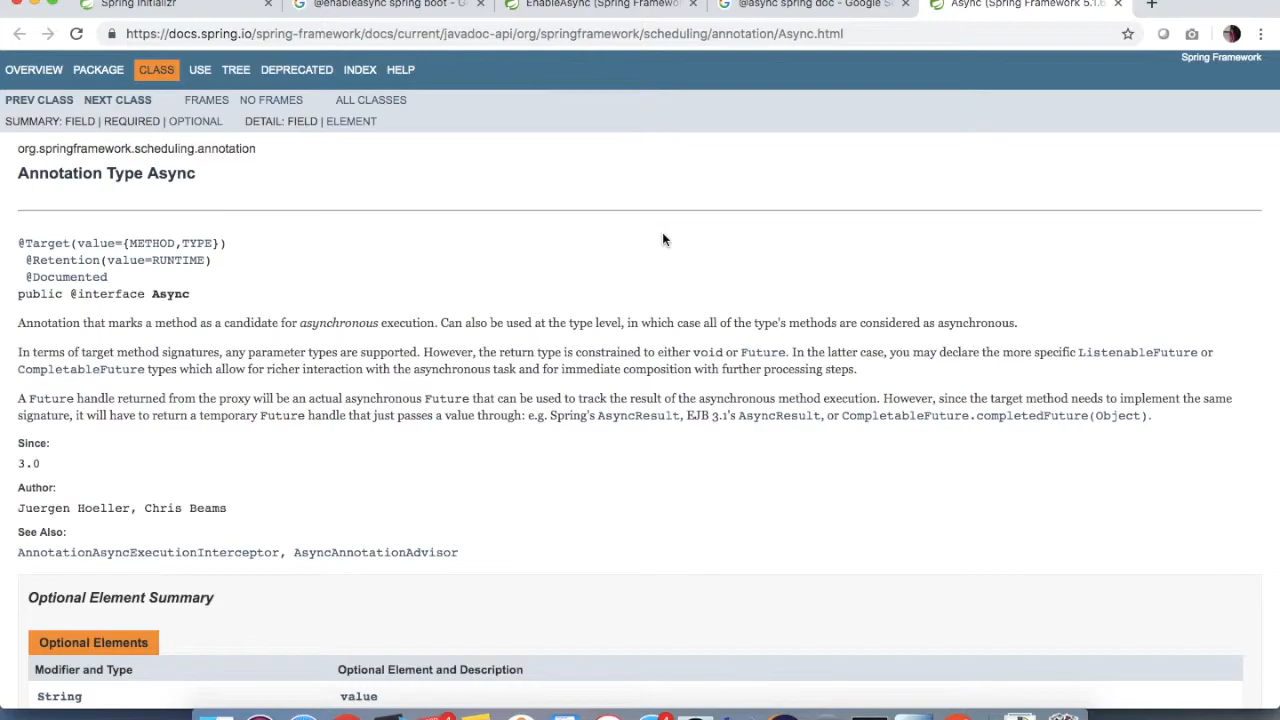 Spring Initializr
@enableasync spring boot - G
EnableAsync (Spring Framewor
@async spring doc - Google S
Async (Spring Framework 5.1.6
https://docs.spring.io/spring-framework/docs/current/javadoc-api/org/springframework/scheduling/annotation/Async.html
OVERVIEW PACKAGE CLASS USE TREE DEPRECATED INDEX HELP
Spring Framework
PREV CLASS NEXT CLASS FRAMES NO FRAMES ALL CLASSES
SUMMARY: FIELD | REQUIRED | OPTIONAL DETAIL: FIELD | ELEMENT
org.springframework.scheduling.annotation
Annotation Type Async
@Target(value={METHOD,TYPE})
@Retention(value=RUNTIME)
@Documented
public @interface Async
Annotation that marks a method as a candidate for asynchronous execution. Can also be used at the type level, in which case all of the type's methods are considered as asynchronous.
In terms of target method signatures, any parameter types are supported. However, the return type is constrained to either void or Future. In the latter case, you may declare the more specific ListenableFuture or
CompletableFuture types which allow for richer interaction with the asynchronous task and for immediate composition with further processing steps.
A Future handle returned from the proxy will be an actual asynchronous Future that can be used to track the result of the asynchronous method execution. However, since the target method needs to implement the same
signature, it will have to return a temporary Future handle that just passes a value through: e.g. Spring's AsyncResult, EJB 3.1's AsyncResult, or CompletableFuture.completedFuture(Object).
Since:
3.0
Author:
Juergen Hoeller, Chris Beams
See Also:
AnnotationAsyncExecutionInterceptor, AsyncAnnotationAdvisor
Optional Element Summary
Optional Elements
Modifier and Type Optional Element and Description
String value